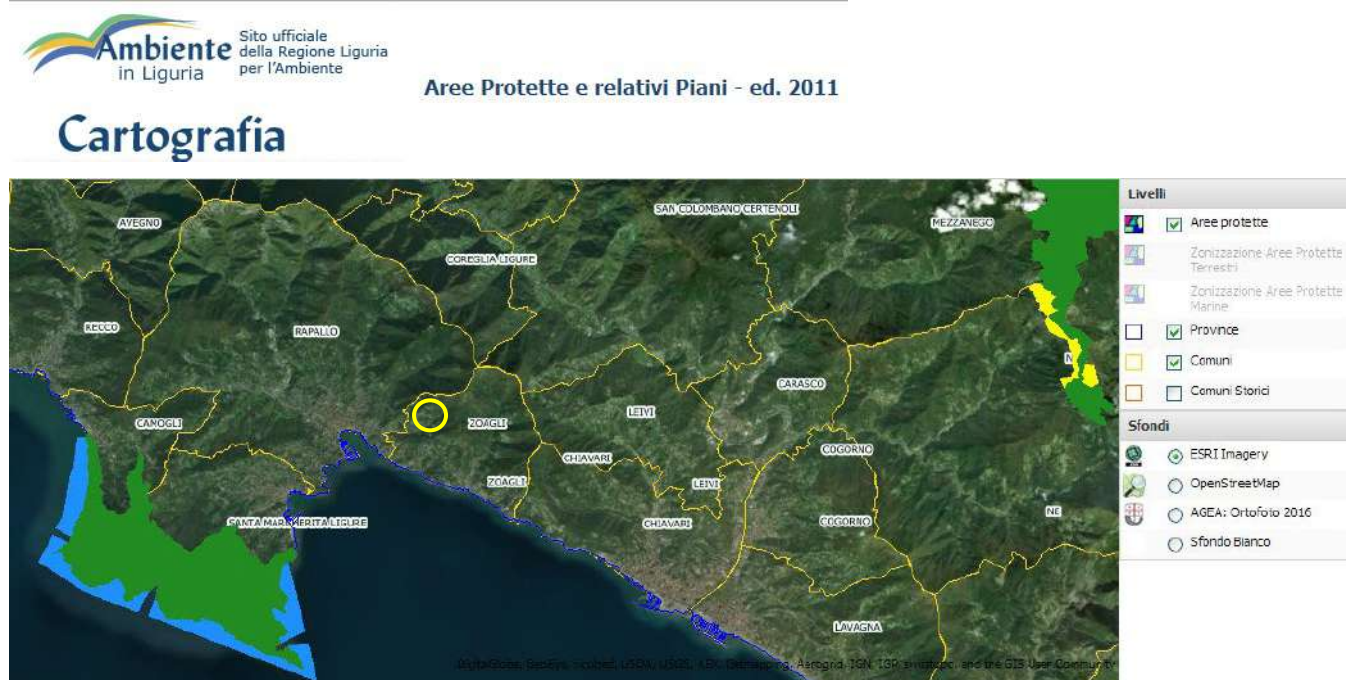 Ambiente
in Liguria
Sito ufficiale
della Regione Liguria
per l'Ambiente
Aree Protette e relativi Piani - ed. 2011
Cartografia
AVEGNO
SAN COLOMBANO CERTENOLI
MEZZANEGO
COREGLIA LIGURE
RECCO
RAPALLO
CARASCO
CAMOGLI
ZOAGLI
LEIVI
CHIAVARI
COGORNO
ZOAGLI
LEIVI
SANTA MARGHERITA LIGURE
CHIAVARI
COGORNO
NE
LAVAGNA
Livelli
Aree protette
Zonizzazione Aree Protette
Terrestri
Zonizzazione Aree Protette
Marine
Province
Comuni
Comuni Storici
Sfondi
ESRI Imagery
OpenStreetMap
AGEA: Ortofoto 2016
Sfondo Bianco